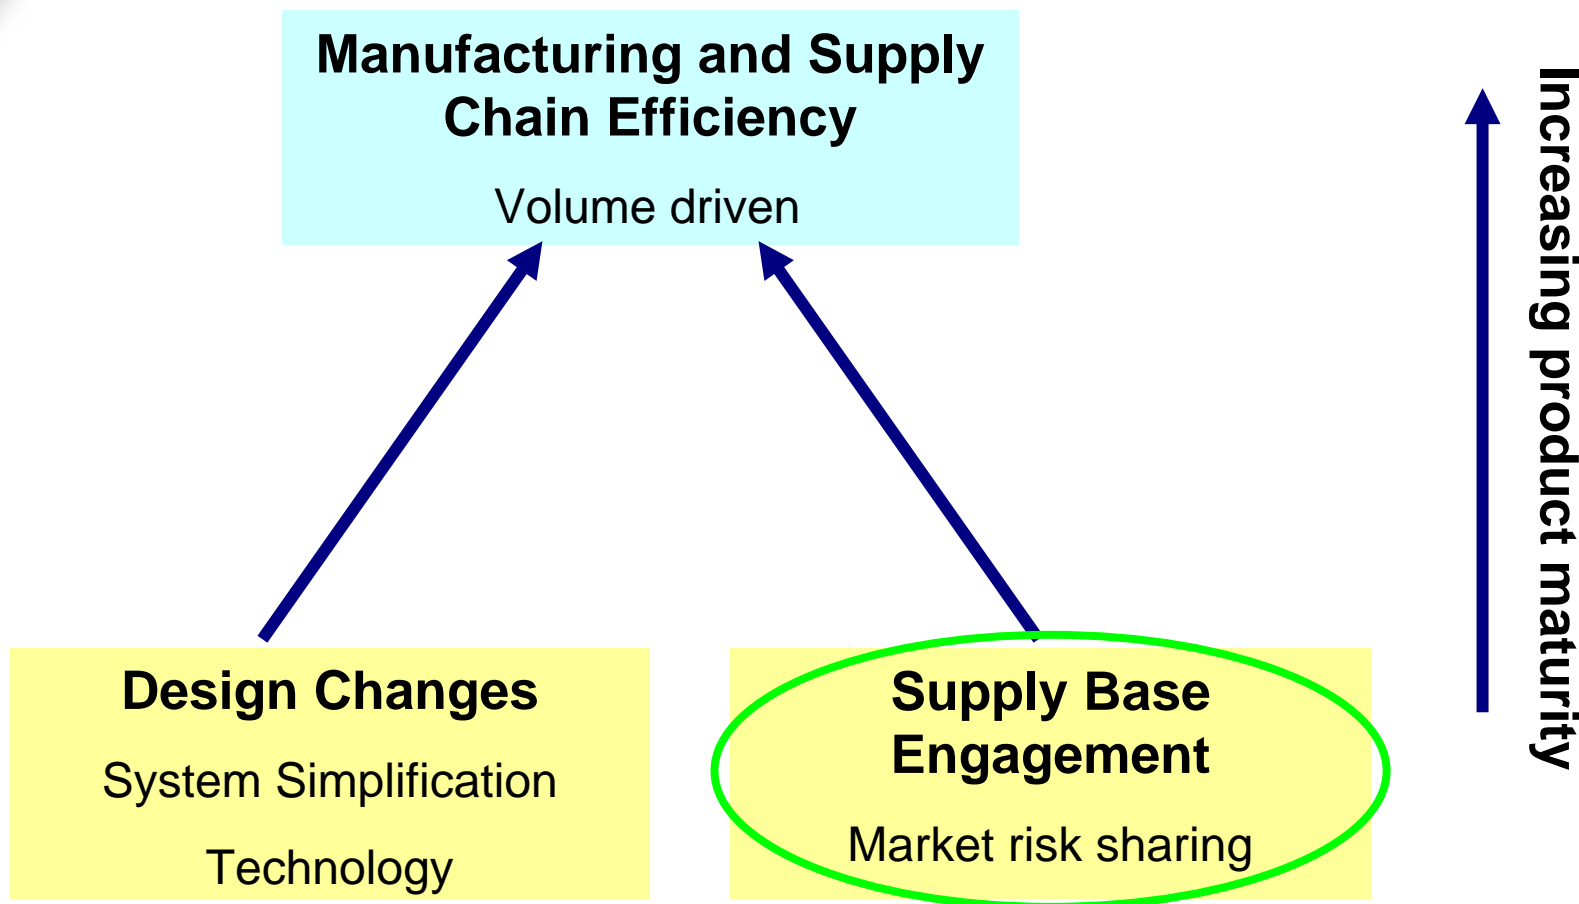 Manufacturing and Supply
Chain Efficiency
Volume driven
Increasing product maturity
Design Changes
System Simplification
Technology
Supply Base
Engagement
Market risk sharing